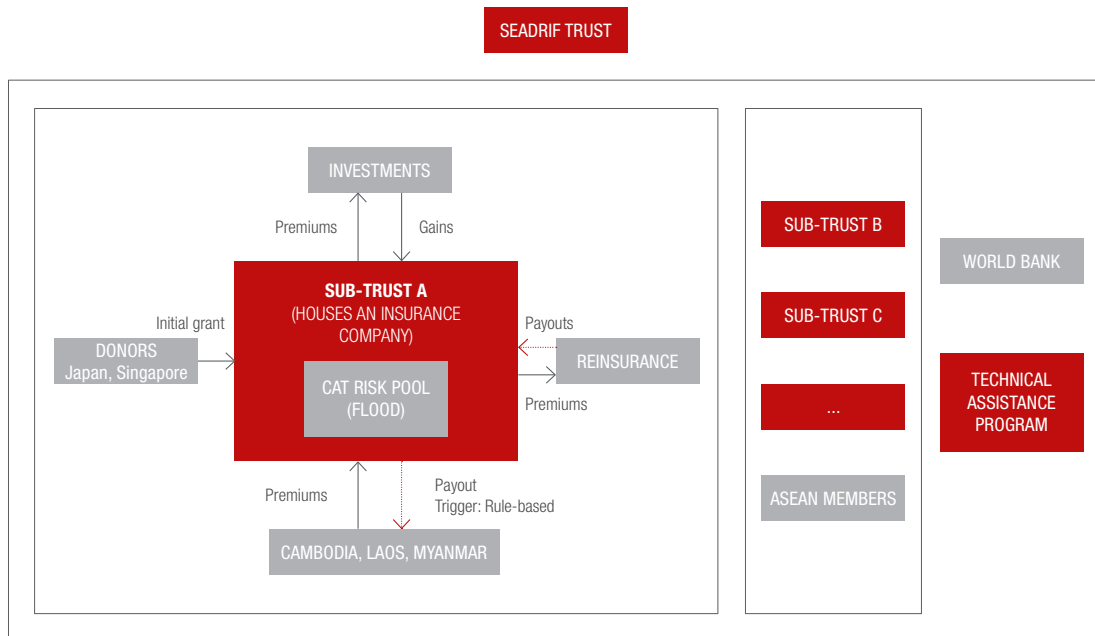 SEADRIF TRUST
INVESTMENTS
Premiums
Gains
SUB-TRUST A
(HOUSES AN INSURANCE
COMPANY)
Initial grant
DONORS
Japan, Singapore
CAT RISK POOL
(FLOOD)
Payouts
REINSURANCE
Premiums
Premiums
Payout
Trigger: Rule-based
CAMBODIA, LAOS, MYANMAR
SUB-TRUST B
SUB-TRUST C
...
ASEAN MEMBERS
WORLD BANK
TECHNICAL
ASSISTANCE
PROGRAM